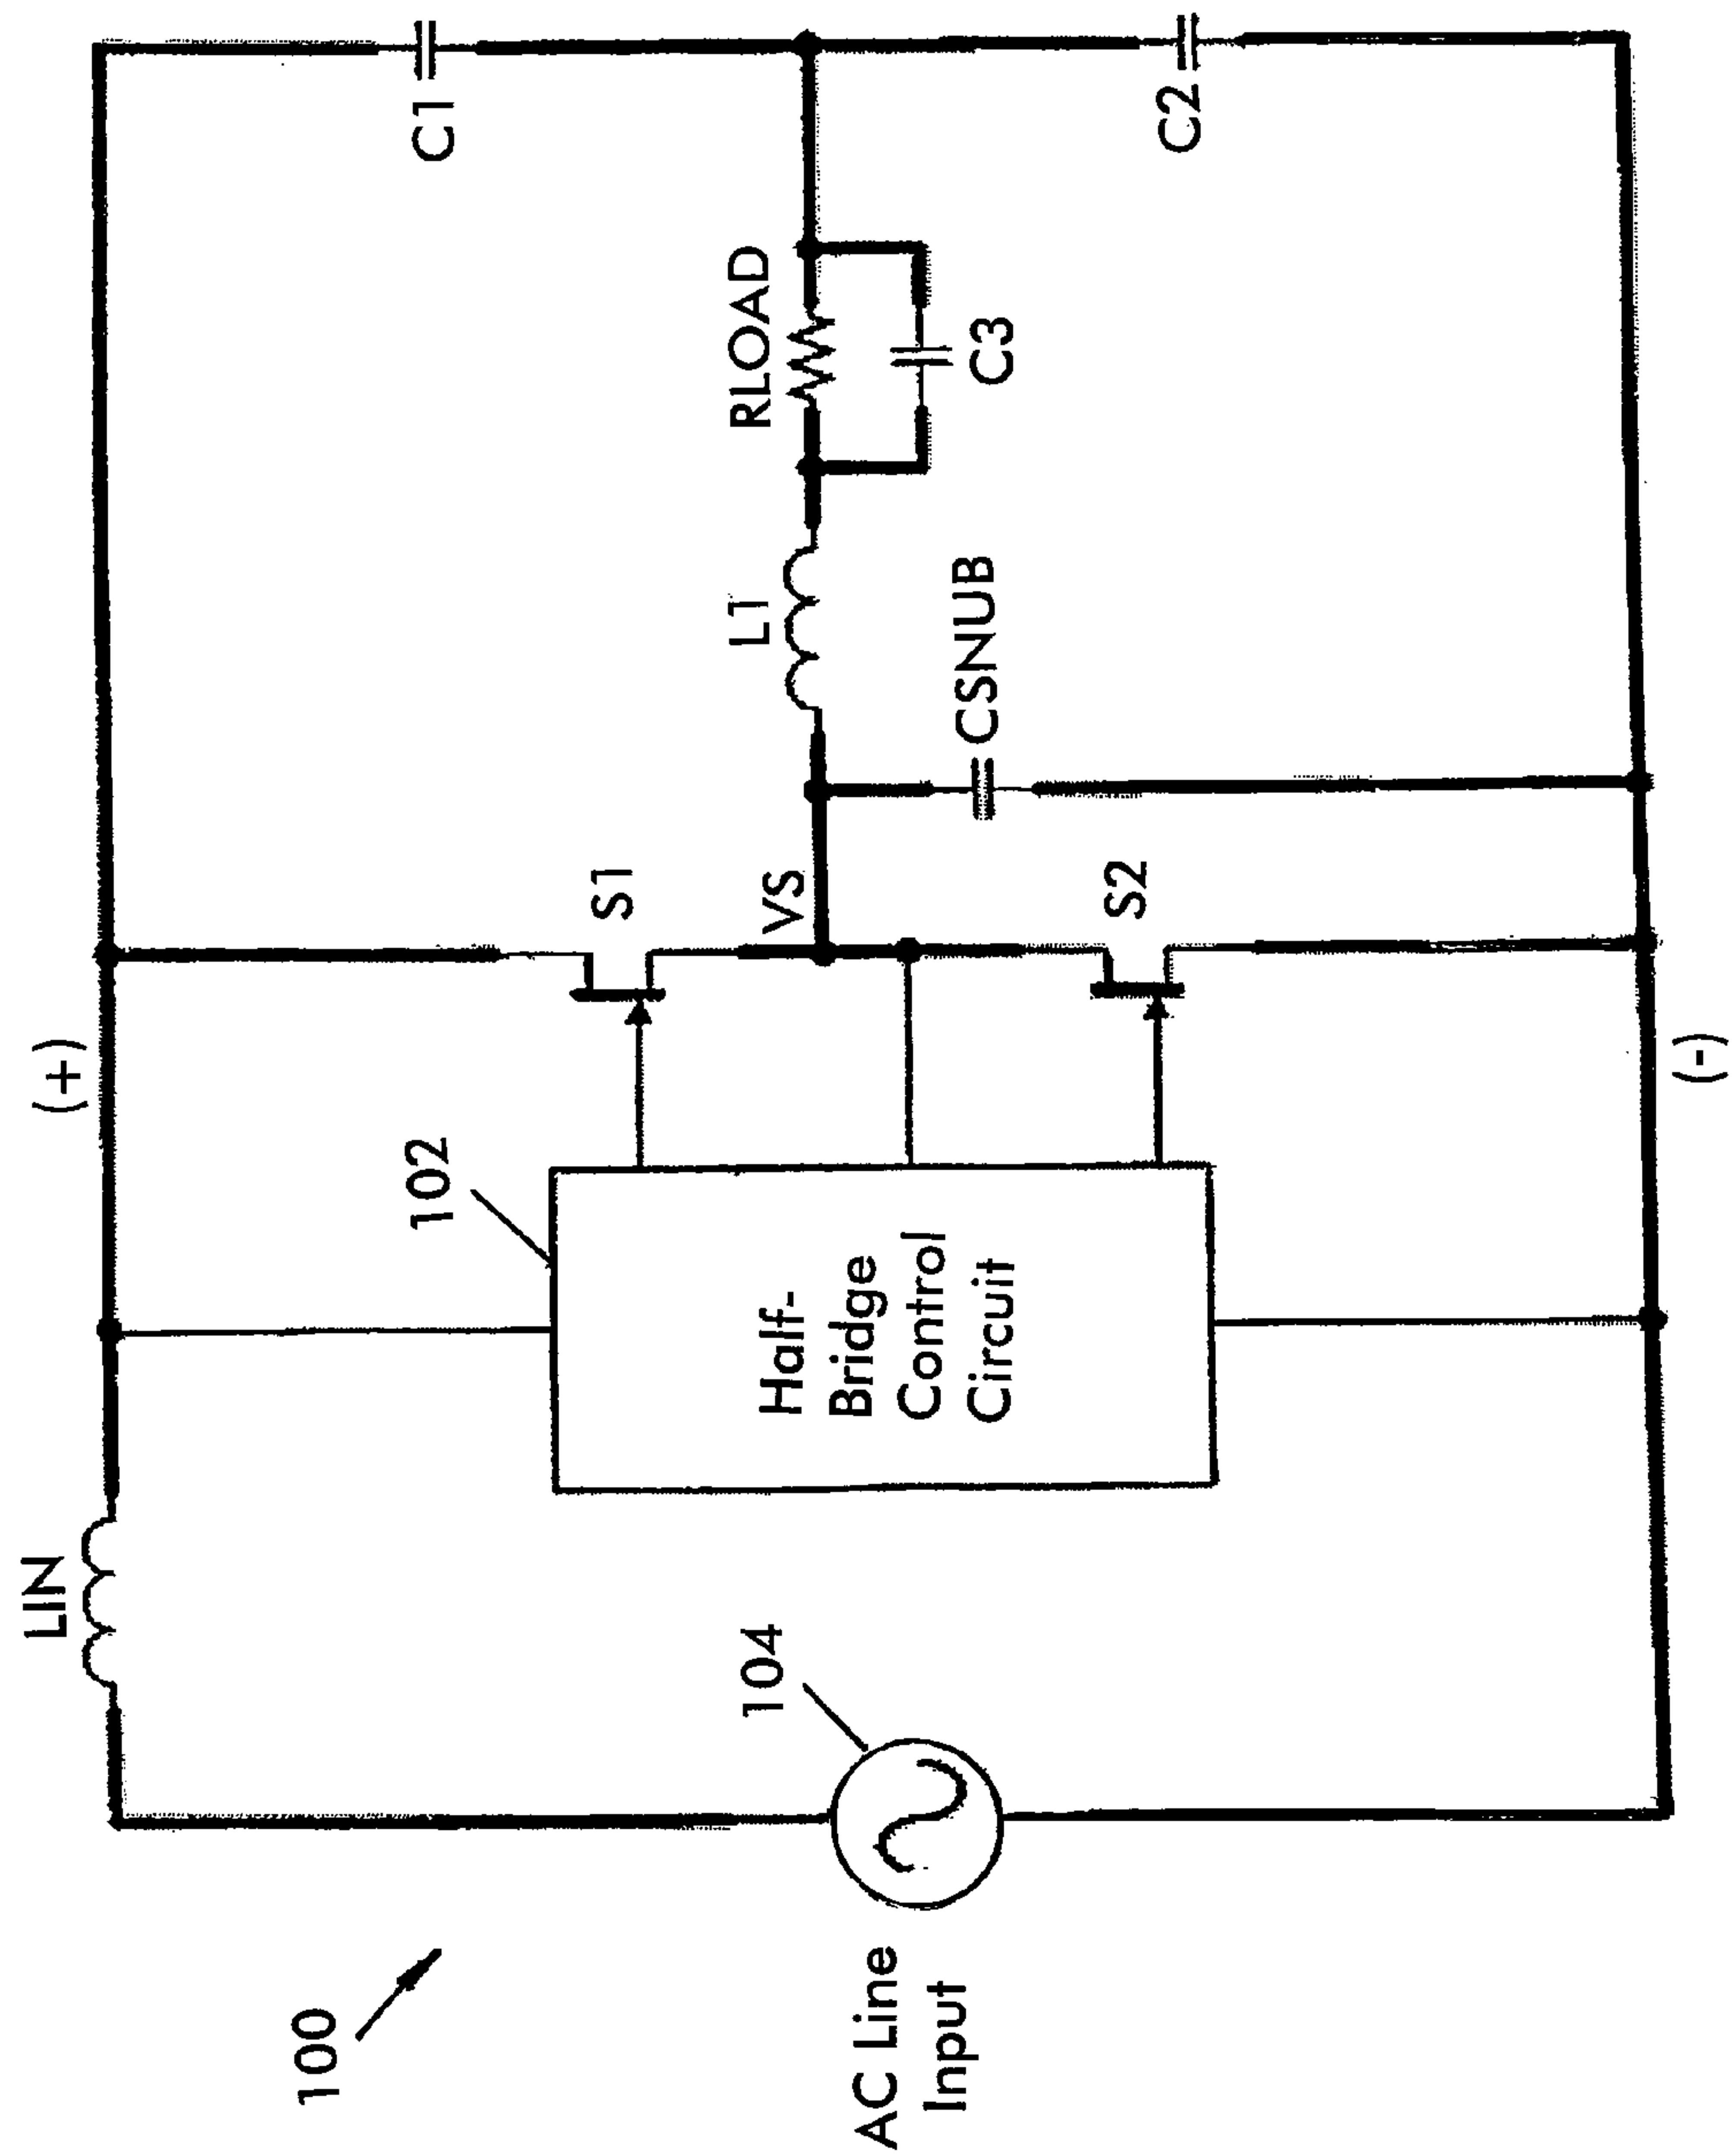 100
AC Line
Input
104
LIN
102
Half-
Bridge
Control
Circuit
(+)
(-)
S1
VS
S2
CSNUB
L1
RLOAD
C3
C1
C2